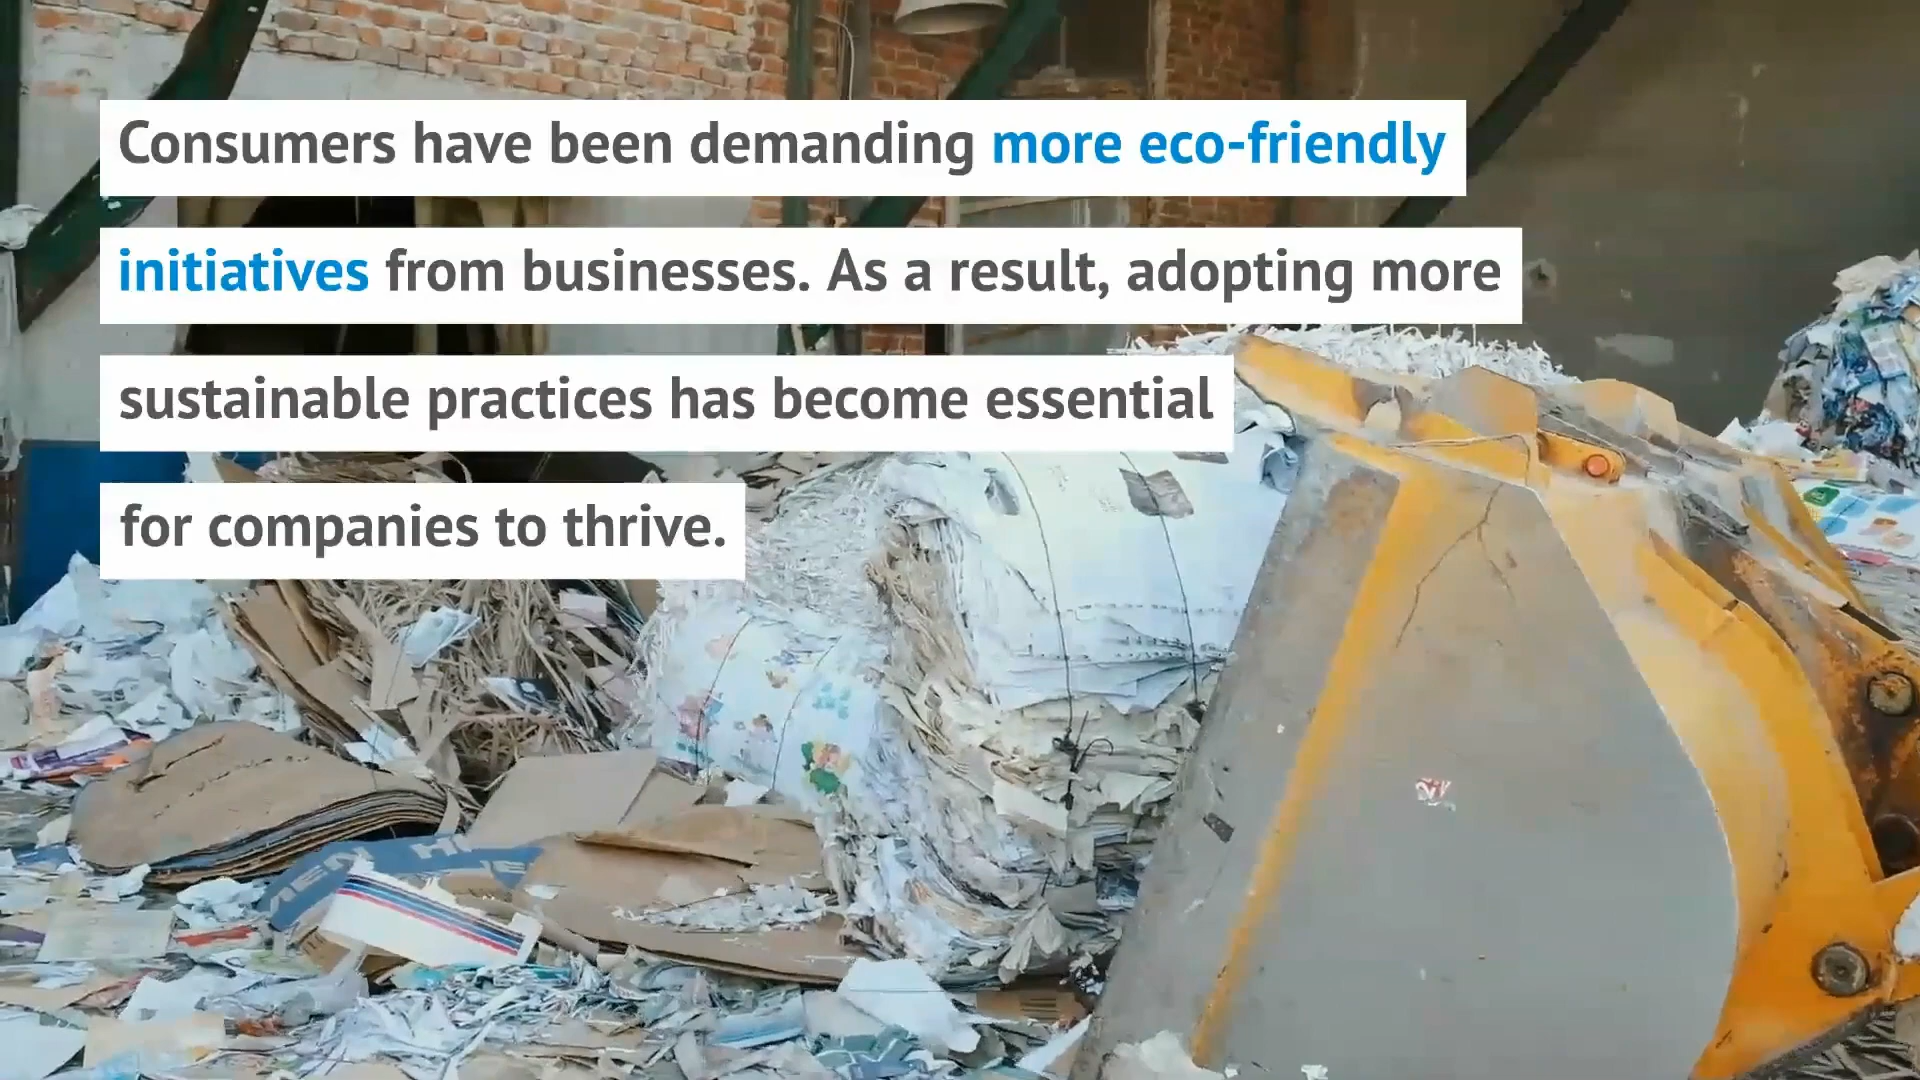 Consumers have been demanding more eco-friendly
initiatives from businesses. As a result, adopting more
sustainable practices has become essential
for companies to thrive.